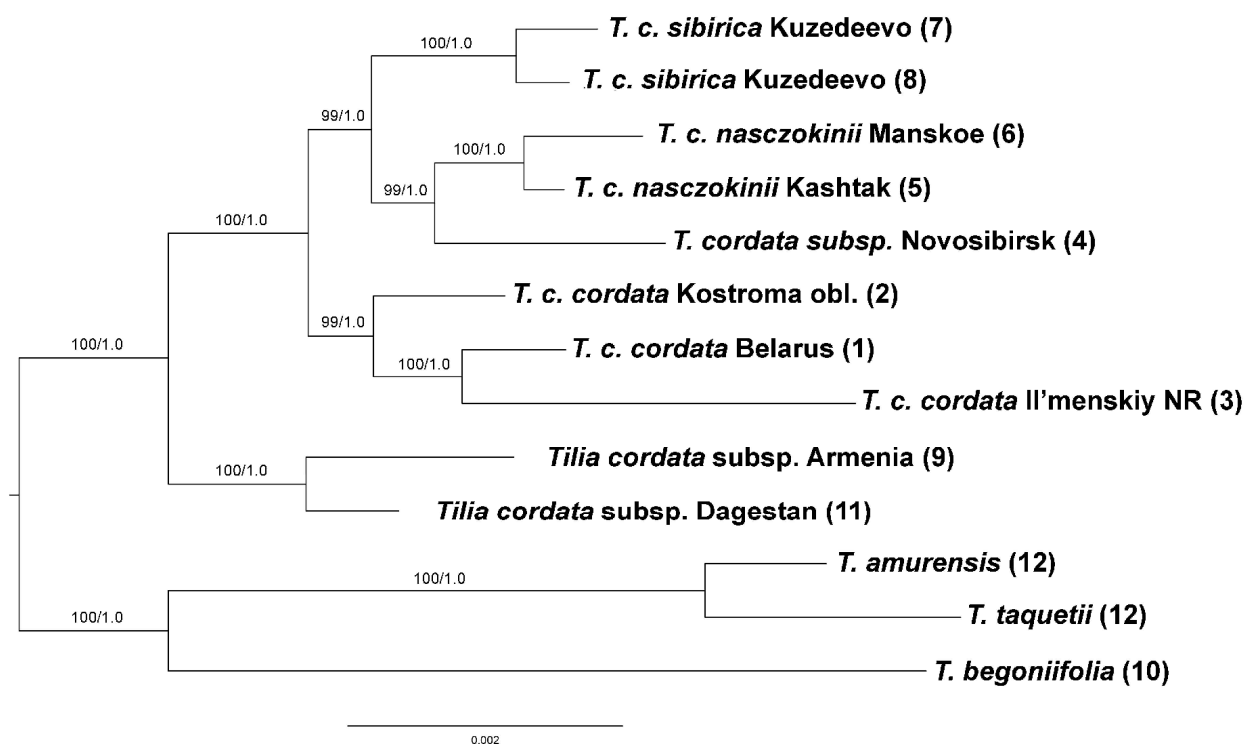 T. c. sibirica Kuzedeevo (7)
100/1.0
T. c. sibirica Kuzedeevo (8)
99/1.0
T. c. nasczokinii Manskoe (6)
100/1.0
99/1.0
T. c. nasczokinii Kashtak (5)
100/1.0
T. cordata subsp. Novosibirsk (4)
T. c. cordata Kostroma obl. (2)
99/1.0
100/1.0
T. c. cordata Belarus (1)
100/1.0
T. c. cordata Il'menskiy NR (3)
Tilia cordata subsp. Armenia (9)
100/1.0
Tilia cordata subsp. Dagestan (11)
T. amurensis (12)
100/1.0
T. taquetii (12)
100/1.0
T. begoniifolia (10)
0.002